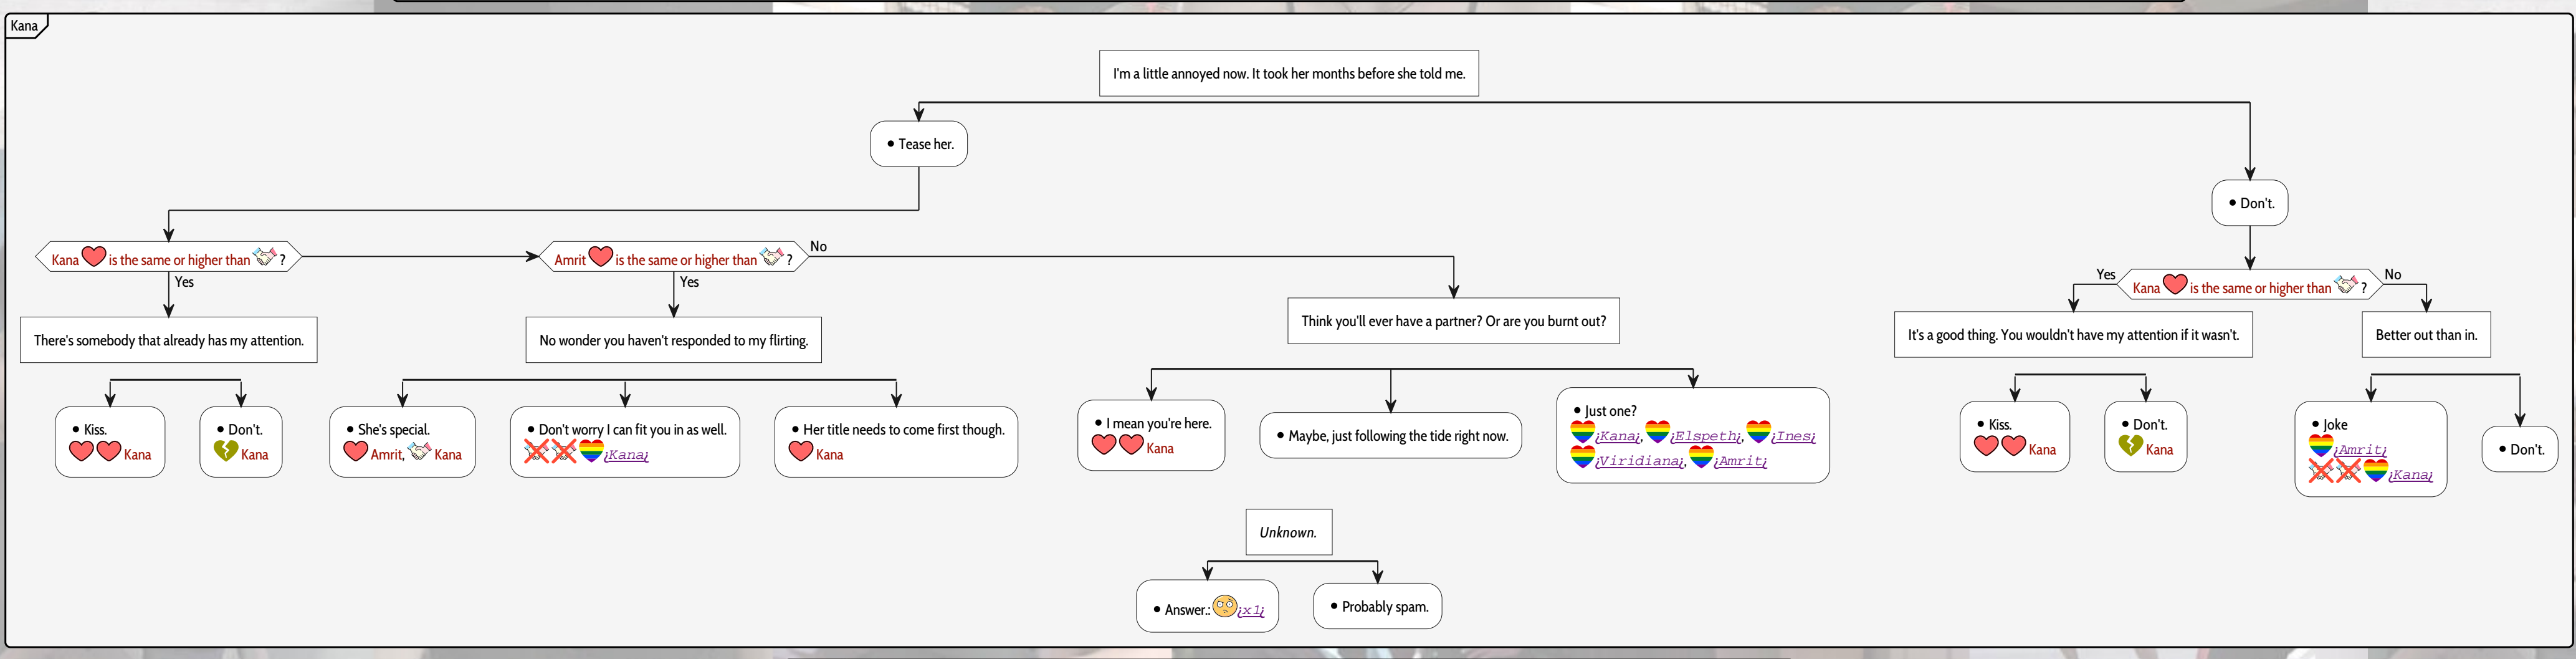 Kana
I'm a little annoyed now. It took her months before she told me.
• Tease her.
• Don't.
Kana ❤ is the same or higher than 🤝 ?
Yes
Amrit ❤ is the same or higher than 🤝 ?
No
Yes
Kana ❤ is the same or higher than 🤝 ?
Yes
No
There's somebody that already has my attention.
No wonder you haven't responded to my flirting.
Think you'll ever have a partner? Or are you burnt out?
It's a good thing. You wouldn't have my attention if it wasn't.
Better out than in.
• Kiss.
Kana
• Don't.
Kana
• She's special.
Amrit, Kana
• Don't worry I can fit you in as well.
¿Kana¿
• Her title needs to come first though.
Kana
• I mean you're here.
Kana
• Maybe, just following the tide right now.
• Just one?
¿Kana¿, ¿Elspeth¿, ¿Ines¿
¿Viridiana¿, ¿Amrit¿
• Kiss.
Kana
• Don't.
Kana
• Joke
¿Amrit¿
¿Kana¿
• Don't.
Unknown.
• Answer.: ¿x1¿
• Probably spam.